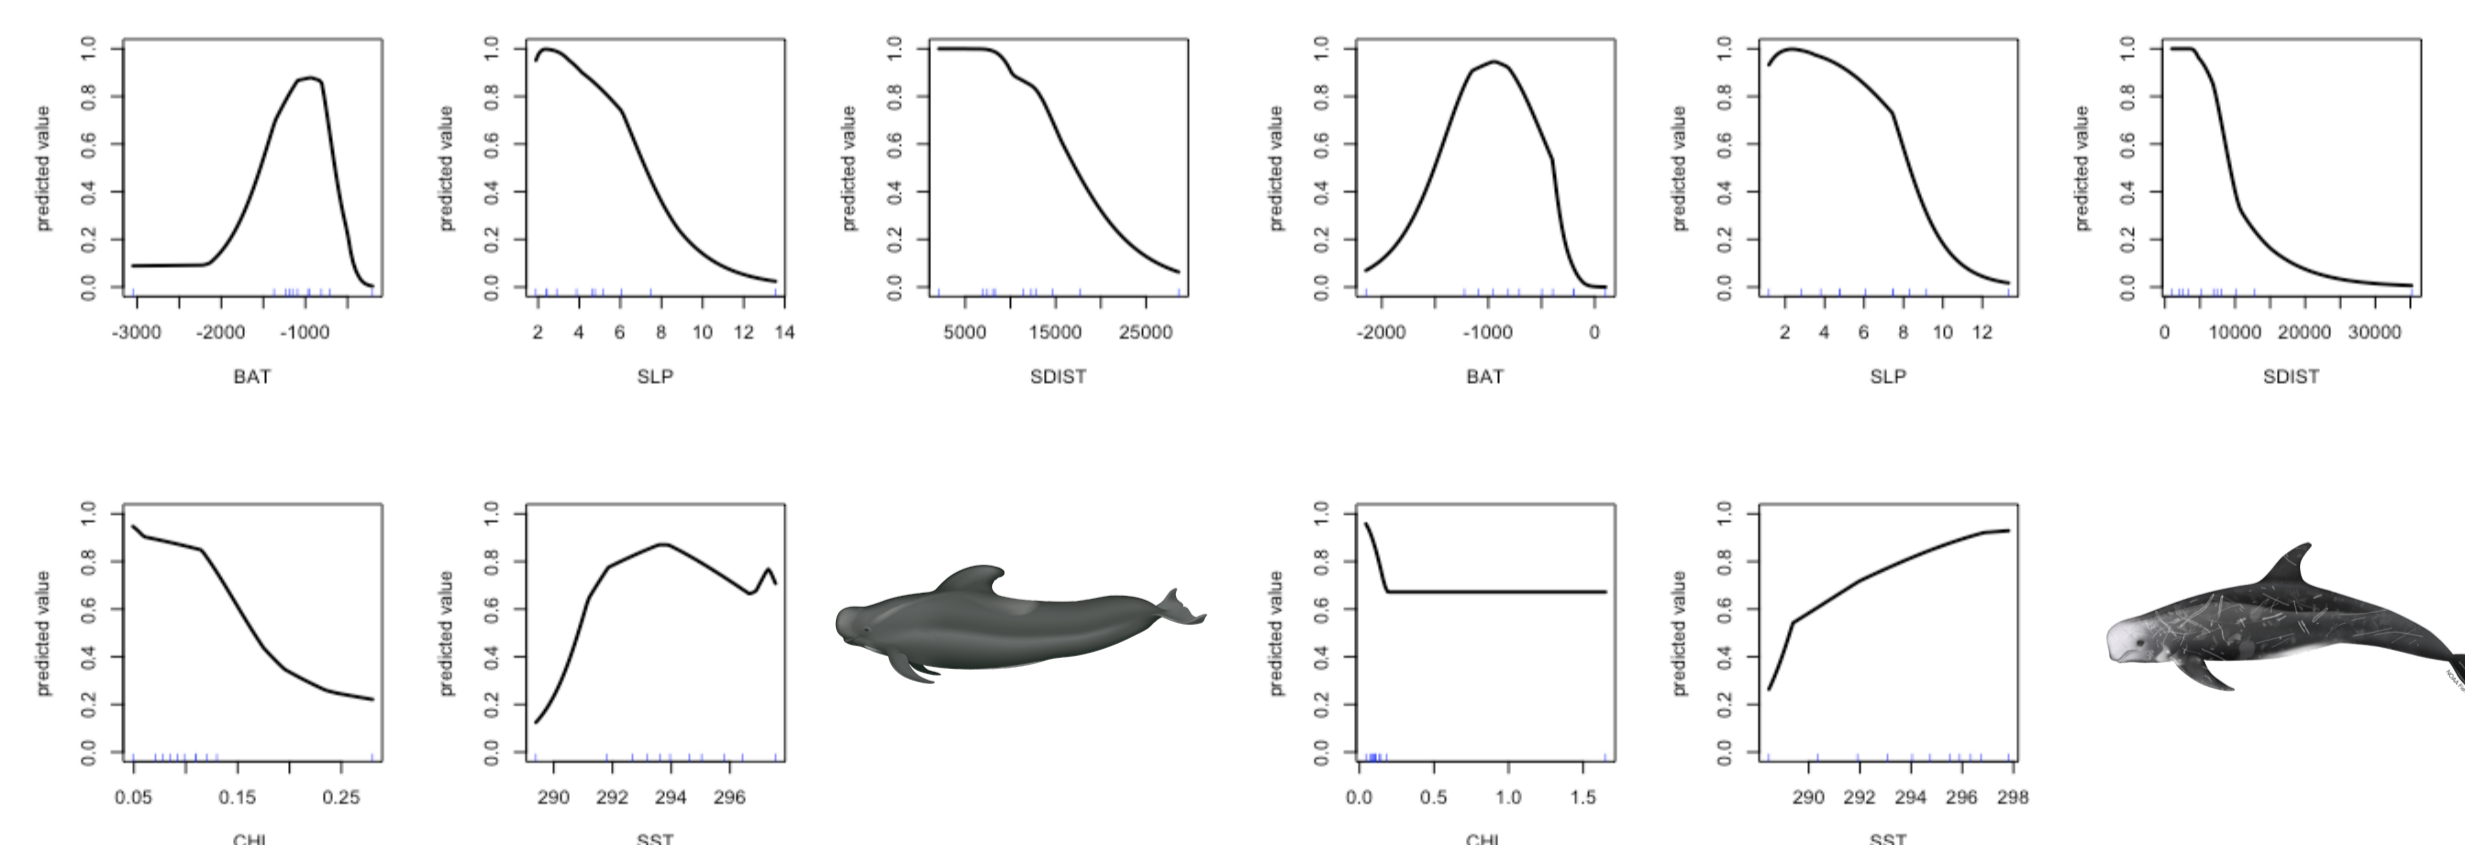 predicted value
0.0 0.2 0.4 0.6 0.8 1.0
-3000 -2000 -1000
BAT
predicted value
0.0 0.2 0.4 0.6 0.8 1.0
2 4 6 8 10 12 14
SLP
predicted value
0.0 0.2 0.4 0.6 0.8 1.0
5000 15000 25000
SDIST
predicted value
0.0 0.2 0.4 0.6 0.8 1.0
-2000 -1000 0
BAT
predicted value
0.0 0.2 0.4 0.6 0.8 1.0
2 4 6 8 10 12
SLP
predicted value
0.0 0.2 0.4 0.6 0.8 1.0
0 10000 20000 30000
SDIST
predicted value
0.0 0.2 0.4 0.6 0.8 1.0
0.05 0.15 0.25
CHL
predicted value
0.0 0.2 0.4 0.6 0.8 1.0
290 292 294 296
SST
predicted value
0.0 0.2 0.4 0.6 0.8 1.0
0.0 0.5 1.0 1.5
CHL
predicted value
0.0 0.2 0.4 0.6 0.8 1.0
290 292 294 296 298
SST